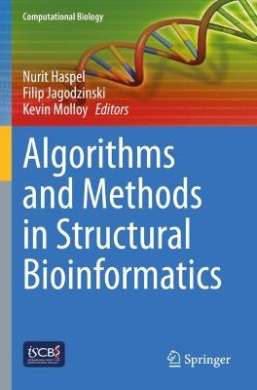 Computational Biology
Nurit Haspel
Filip Jagodzinski
Kevin Molloy Editors
Algorithms
and Methods
in Structural
Bioinformatics
iSCB
Springer